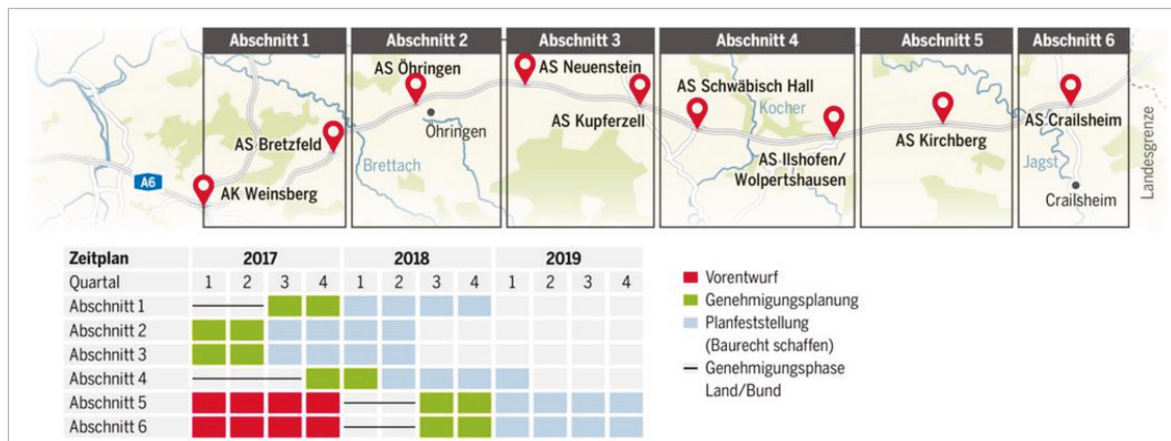 Abschnitt 1 Abschnitt 2 Abschnitt 3 Abschnitt 4 Abschnitt 5 Abschnitt 6
AS Öhringen
AS Neuenstein
AS Schwäbisch Hall
Kocher
Öhringen
AS Kupferzell
AS Crailsheim
AS Bretzfeld
AS Kirchberg
Brettach
AS Ilshofen/
Wolpertshausen
Jagst
Landesgrenze
A6
AK Weinsberg
Crailsheim
Zeitplan 2017 2018 2019
Quartal 1 2 3 4 1 2 3 4 1 2 3 4
Abschnitt 1
Abschnitt 2
Abschnitt 3
Abschnitt 4
Abschnitt 5
Abschnitt 6
Vorentwurf
Genehmigungsplanung
Planfeststellung
(Baurecht schaffen)
Genehmigungsphase
Land/Bund